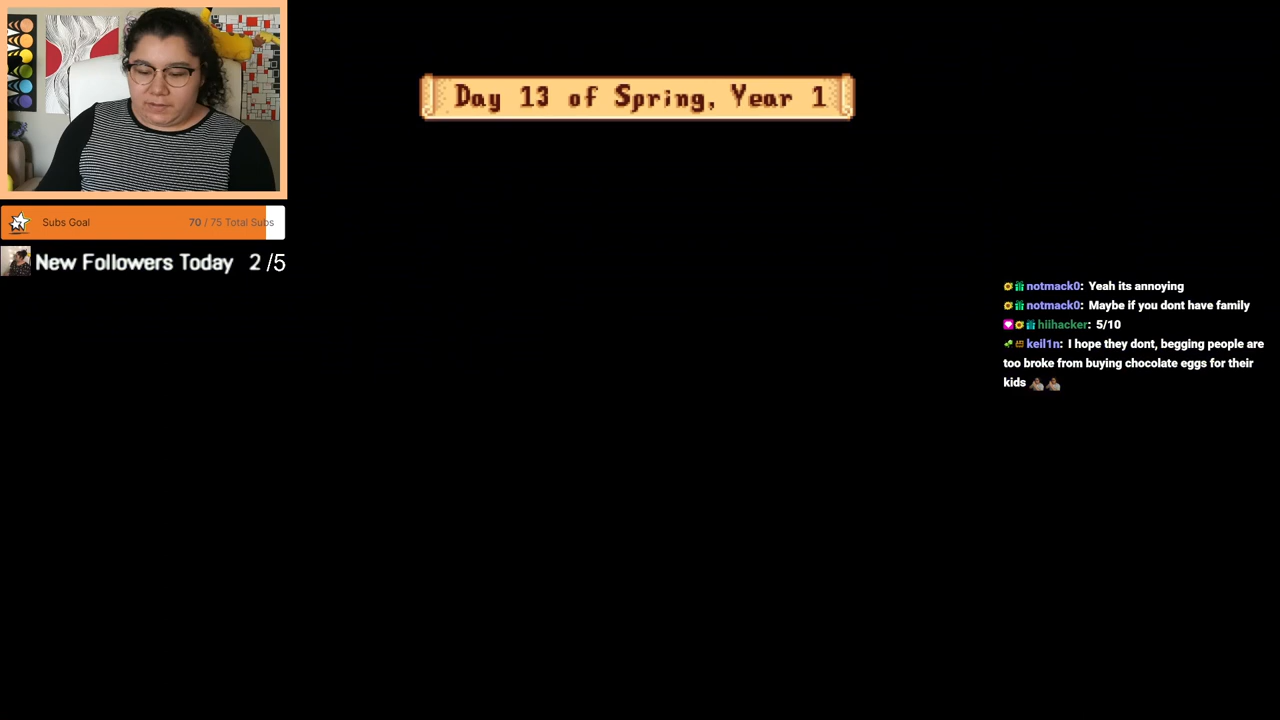 Day 13 of Spring, Year 1
Subs Goal 70 / 75 Total Subs
New Followers Today 2 /5
notmack0: Yeah its annoying
notmack0: Maybe if you dont have family
hiihacker: 5/10
keil1n: I hope they dont, begging people are
too broke from buying chocolate eggs for their
kids